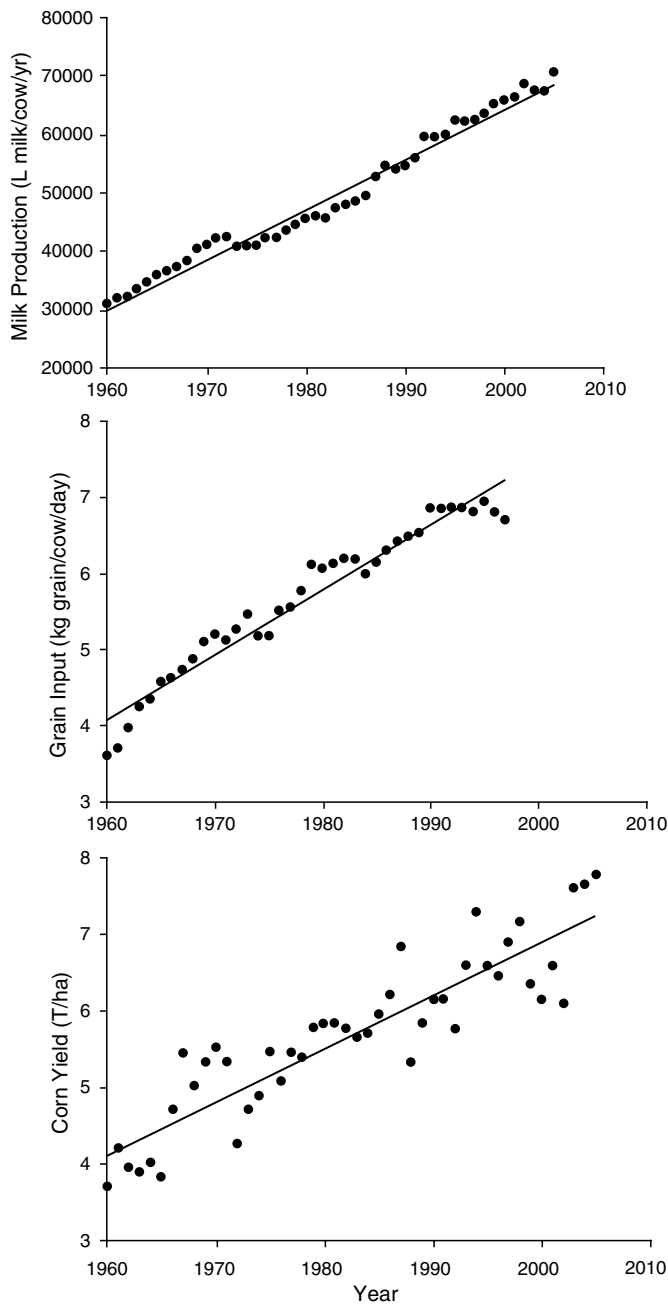 Milk Production (L milk/cow/yr)
70000
60000
50000
40000
30000
20000
1960 1970 1980 1990 2000 2010
Grain Input (kg grain/cow/day)
8
7
6
5
4
3
1960 1970 1980 1990 2000 2010
Corn Yield (T/ha)
8
7
6
5
4
3
1960 1970 1980 1990 2000 2010
Year